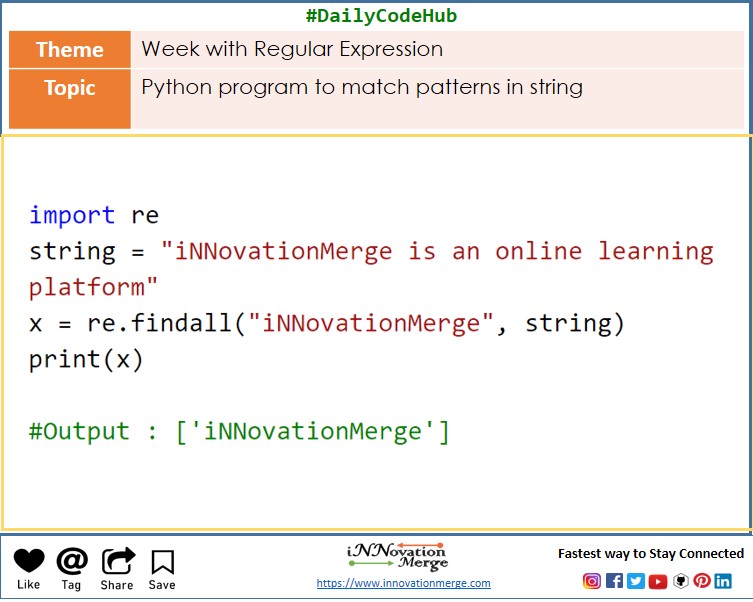 #DailyCodeHub
Theme
Week with Regular Expression
Topic
Python program to match patterns in string
import re
string = "iNNovationMerge is an online learning
platform"
x = re.findall("iNNovationMerge", string)
print(x)
#Output : ['iNNovationMerge']
Like
Tag
Share
Save
iNNovation
Merge
https://www.innovationmerge.com
Fastest way to Stay Connected